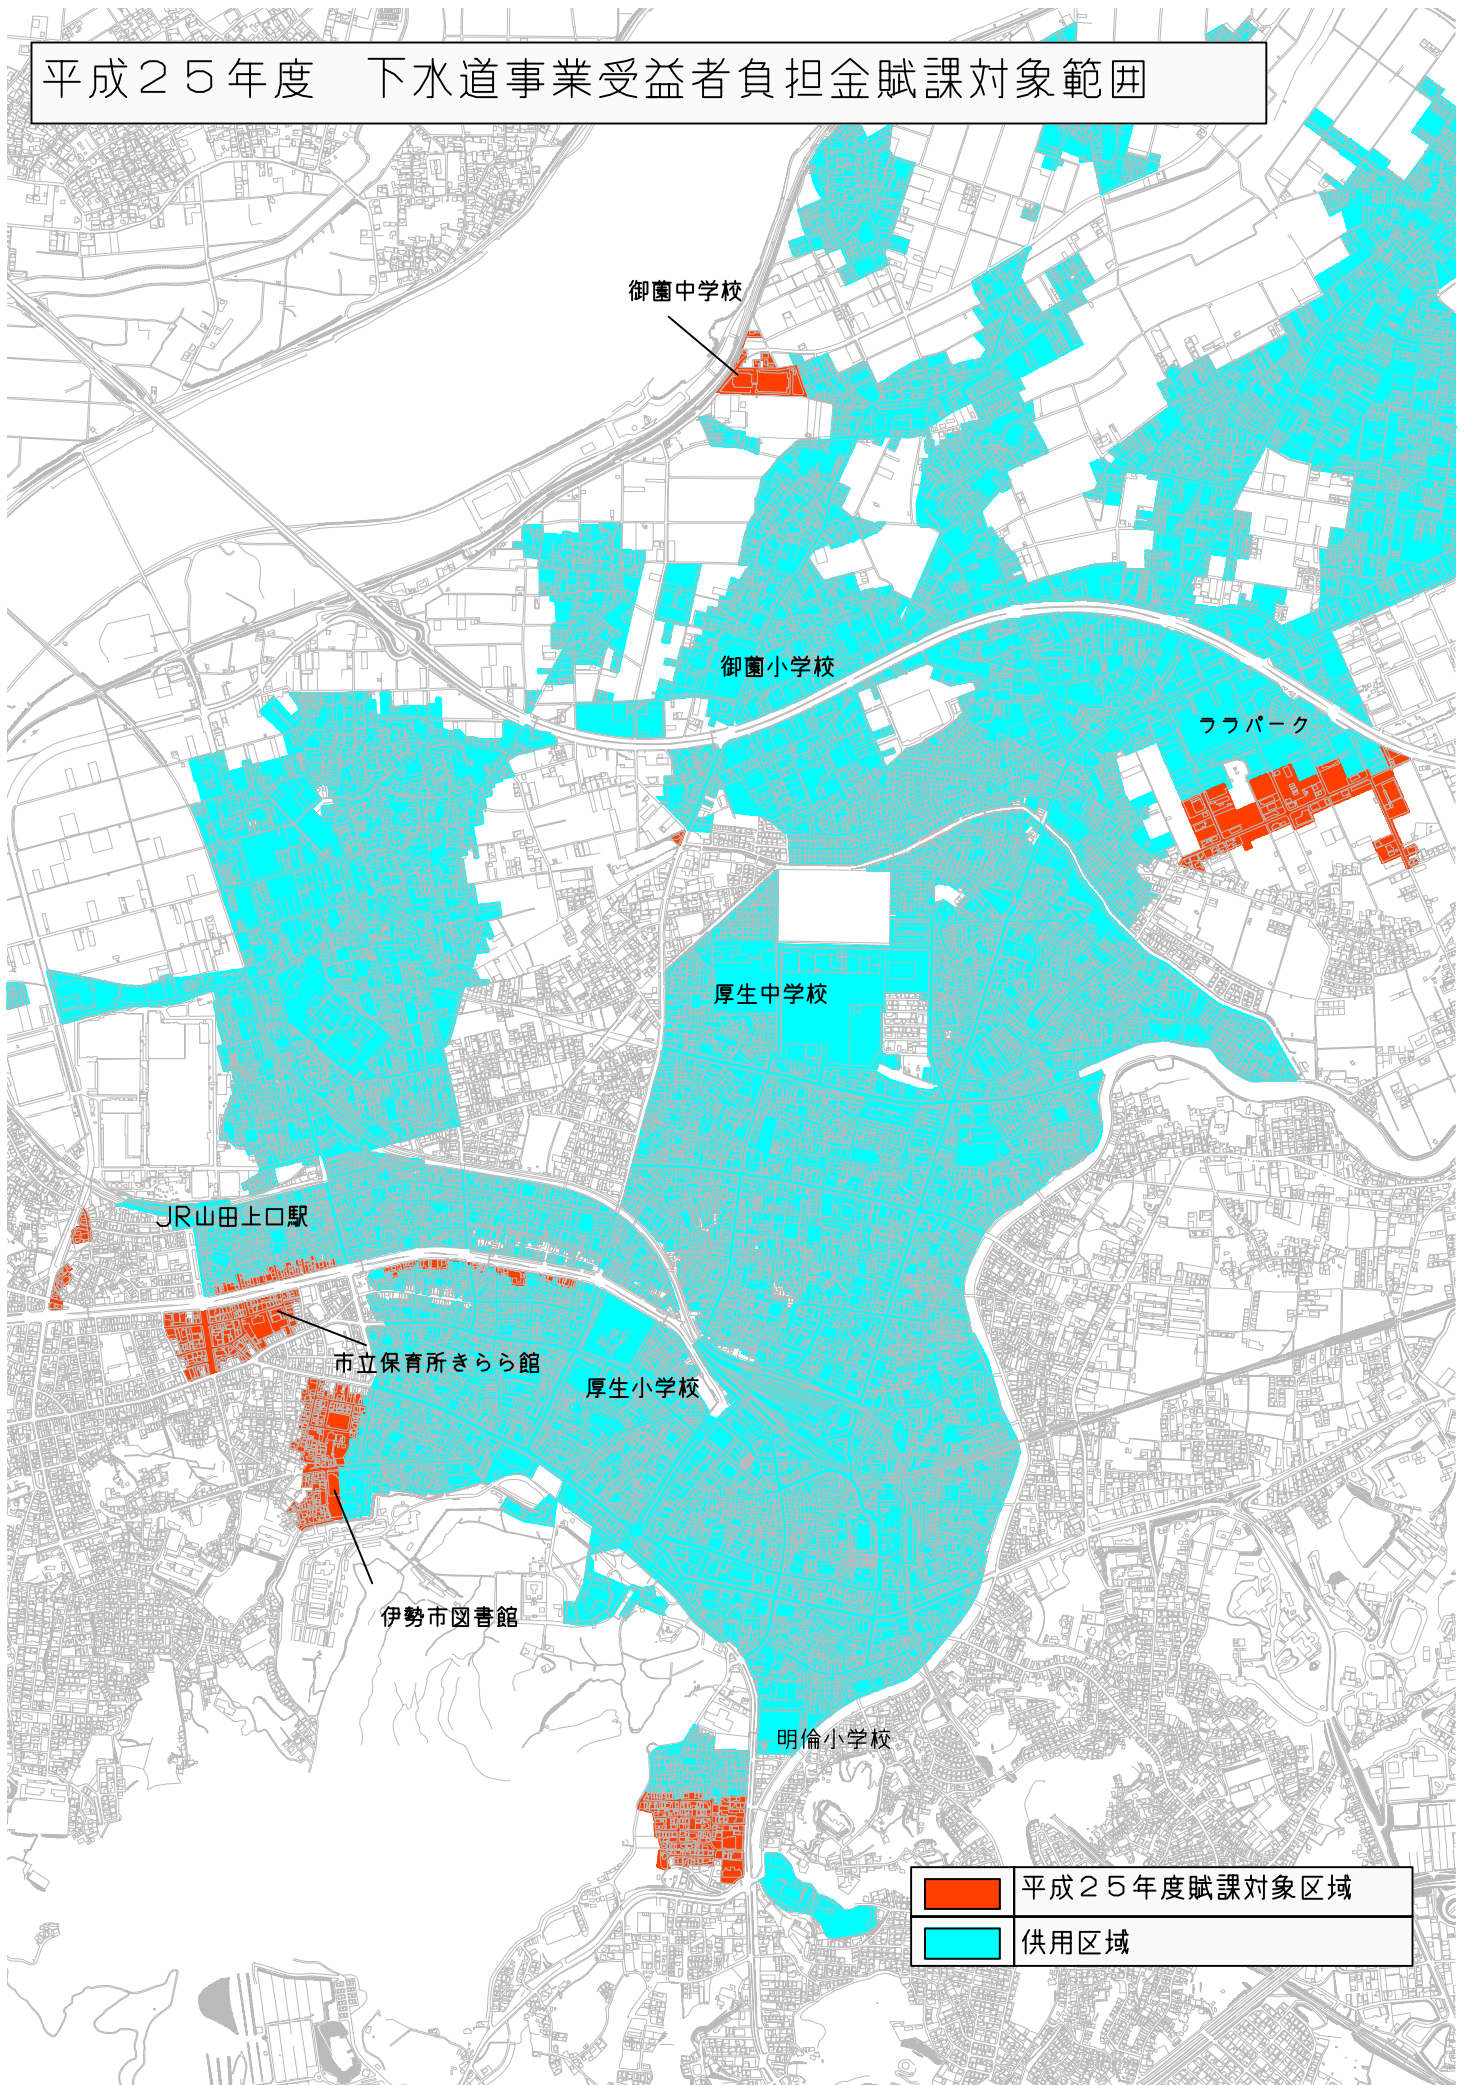 平成２５年度　下水道事業受益者負担金賦課対象範囲
御薗中学校
御薗小学校
ララパーク
厚生中学校
JR山田上口駅
市立保育所きらら館
厚生小学校
伊勢市図書館
明倫小学校
平成２５年度賦課対象区域
供用区域